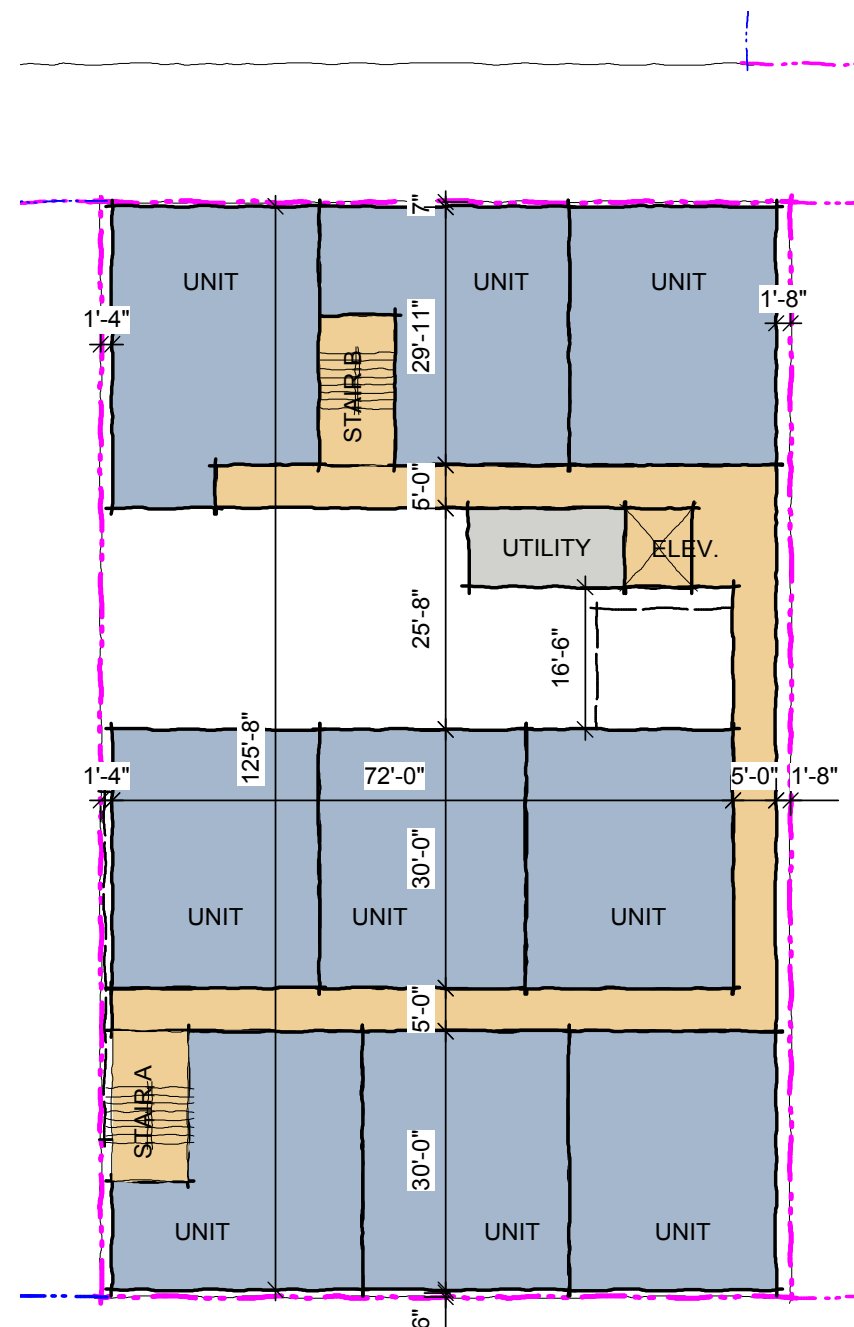 7"
UNIT
UNIT
UNIT
1'-8"
1'-4"
29'-11"
STAIR B
5'-0"
UTILITY
ELEV.
25'-8"
16'-6"
125'-8"
1'-4"
72'-0"
5'-0"
1'-8"
30'-0"
UNIT
UNIT
UNIT
5'-0"
STAIR A
30'-0"
UNIT
UNIT
UNIT